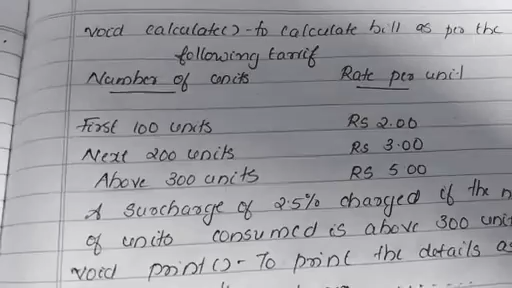 void calculate() - to calculate bill as per the
following tarrif
Number of units Rate per unit
First 100 units RS 2.00
Next 200 units RS 3.00
Above 300 units RS 5.00
A surcharge of 2.5% charged if the
of units consumed is above 300
void print() - To print the details as